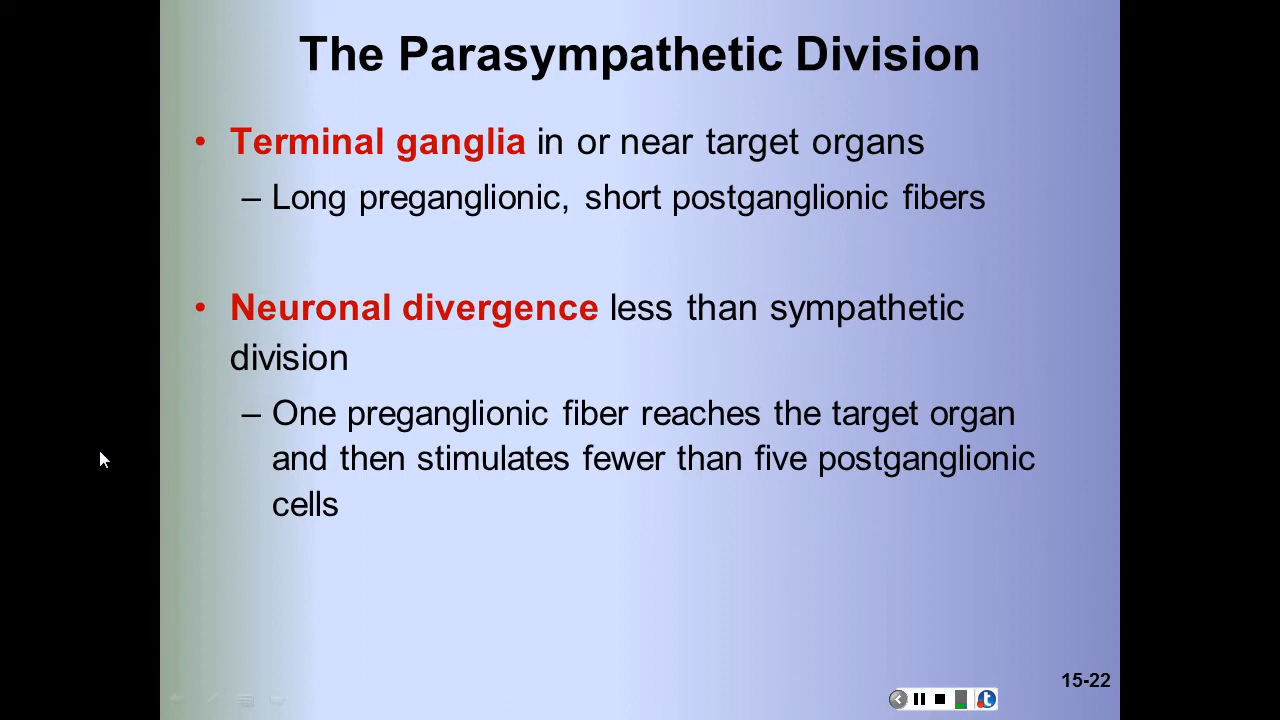 The Parasympathetic Division
• Terminal ganglia in or near target organs
– Long preganglionic, short postganglionic fibers
• Neuronal divergence less than sympathetic
division
– One preganglionic fiber reaches the target organ
and then stimulates fewer than five postganglionic
cells
15-22